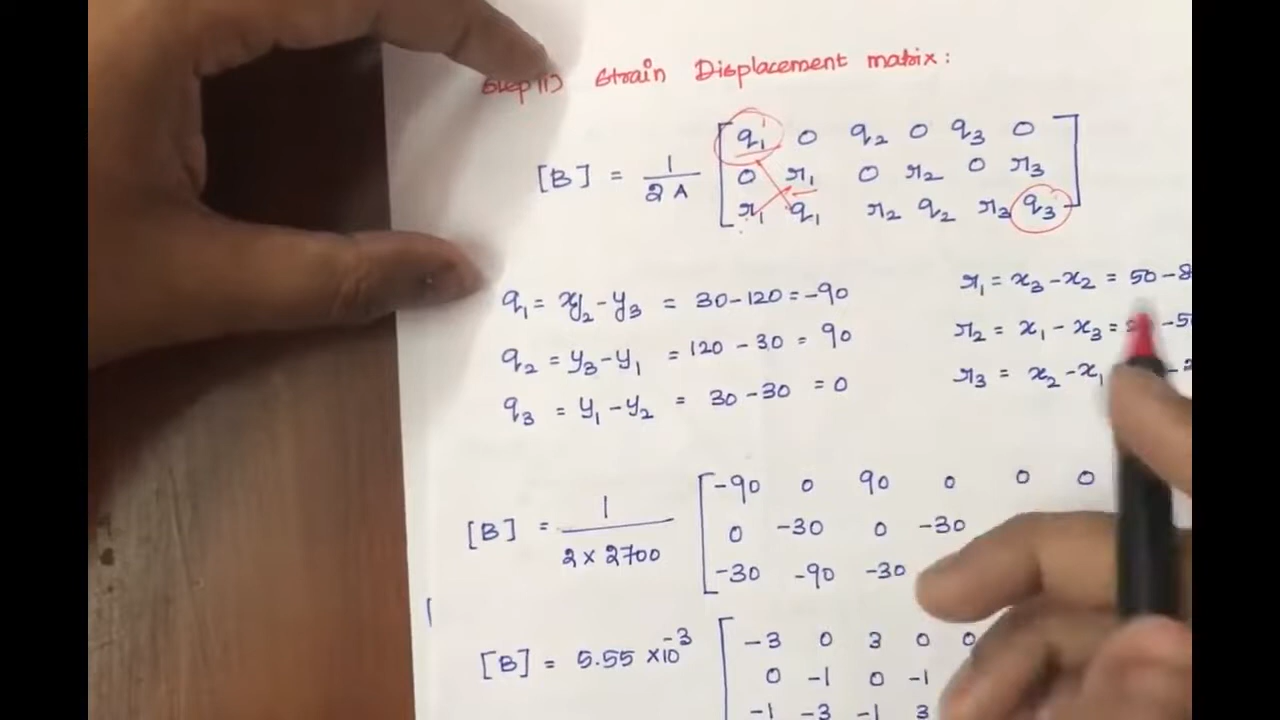 Step (i) Strain Displacement matrix:
[B] = 1/2A [q₁ 0 q₂ 0 q₃ 0
0 r₁ 0 r₂ 0 r₃
r₁ q₁ r₂ q₂ r₃ q₃]
q₁ = y₂ - y₃ = 30 - 120 = -90
r₁ = x₃ - x₂ = 50 - 8
q₂ = y₃ - y₁ = 120 - 30 = 90
r₂ = x₁ - x₃ = - 50
q₃ = y₁ - y₂ = 30 - 30 = 0
r₃ = x₂ - x₁
[B] = 1/2 × 2700 [-90 0 90 0 0 0
0 -30 0 -30
-30 -90 -30
[B] = 5.55 × 10⁻³ [-3 0 3 0 0
0 -1 0 -1
-1 -3 -1 3